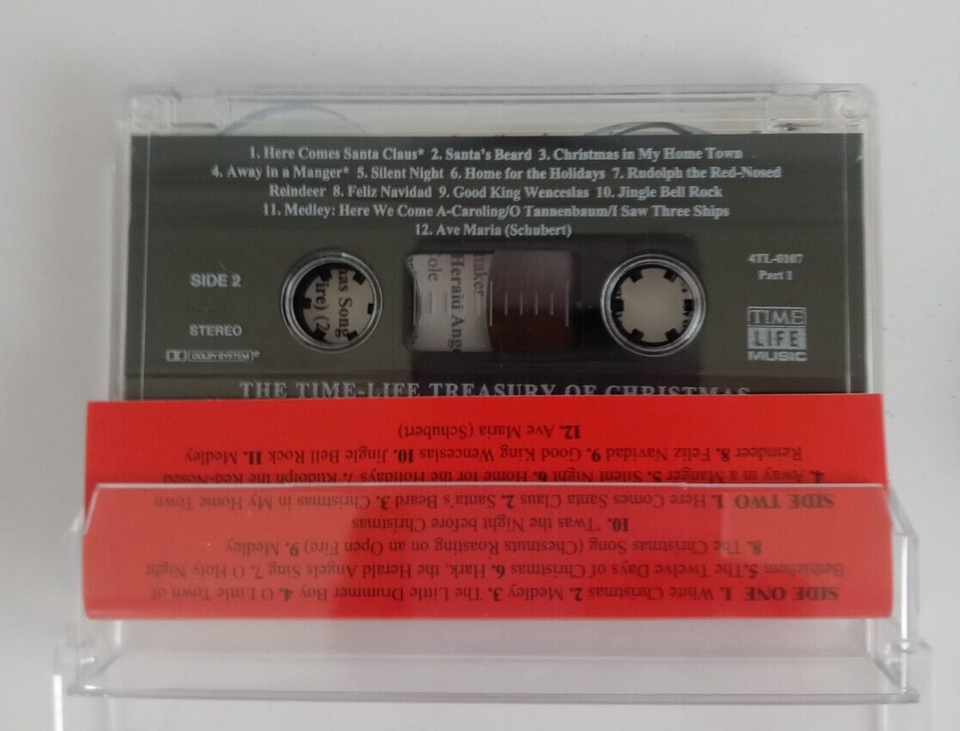 1. Here Comes Santa Claus* 2. Santa's Beard 3. Christmas in My Home Town
4. Away in a Manger* 5. Silent Night 6. Home for the Holidays 7. Rudolph the Red-Nosed
Reindeer 8. Feliz Navidad 9. Good King Wenceslas 10. Jingle Bell Rock
11. Medley: Here We Come A-Caroling/O Tannenbaum/I Saw Three Ships
12. Ave Maria (Schubert)
SIDE 2
STEREO
DOLBY SYSTEM
4TL-0107
Part 1
TIME
LIFE
MUSIC
Song
Fire)
Herald
THE TIME-LIFE TREASURY OF CHRISTMAS
SIDE ONE 1. White Christmas 2. Medley 3. The Little Drummer Boy 4. O Little Town of
Bethlehem 5. The Twelve Days of Christmas 6. Hark, the Herald Angels Sing 7. O Holy Night
8. The Christmas Song (Chestnuts Roasting on an Open Fire) 9. Medley
10. 'Twas the Night before Christmas
SIDE TWO 1. Here Comes Santa Claus 2. Santa's Beard 3. Christmas in My Home Town
4. Away in a Manger 5. Silent Night 6. Home for the Holidays 7. Rudolph the Red-Nosed
Reindeer 8. Feliz Navidad 9. Good King Wenceslas 10. Jingle Bell Rock 11. Medley
12. Ave Maria (Schubert)